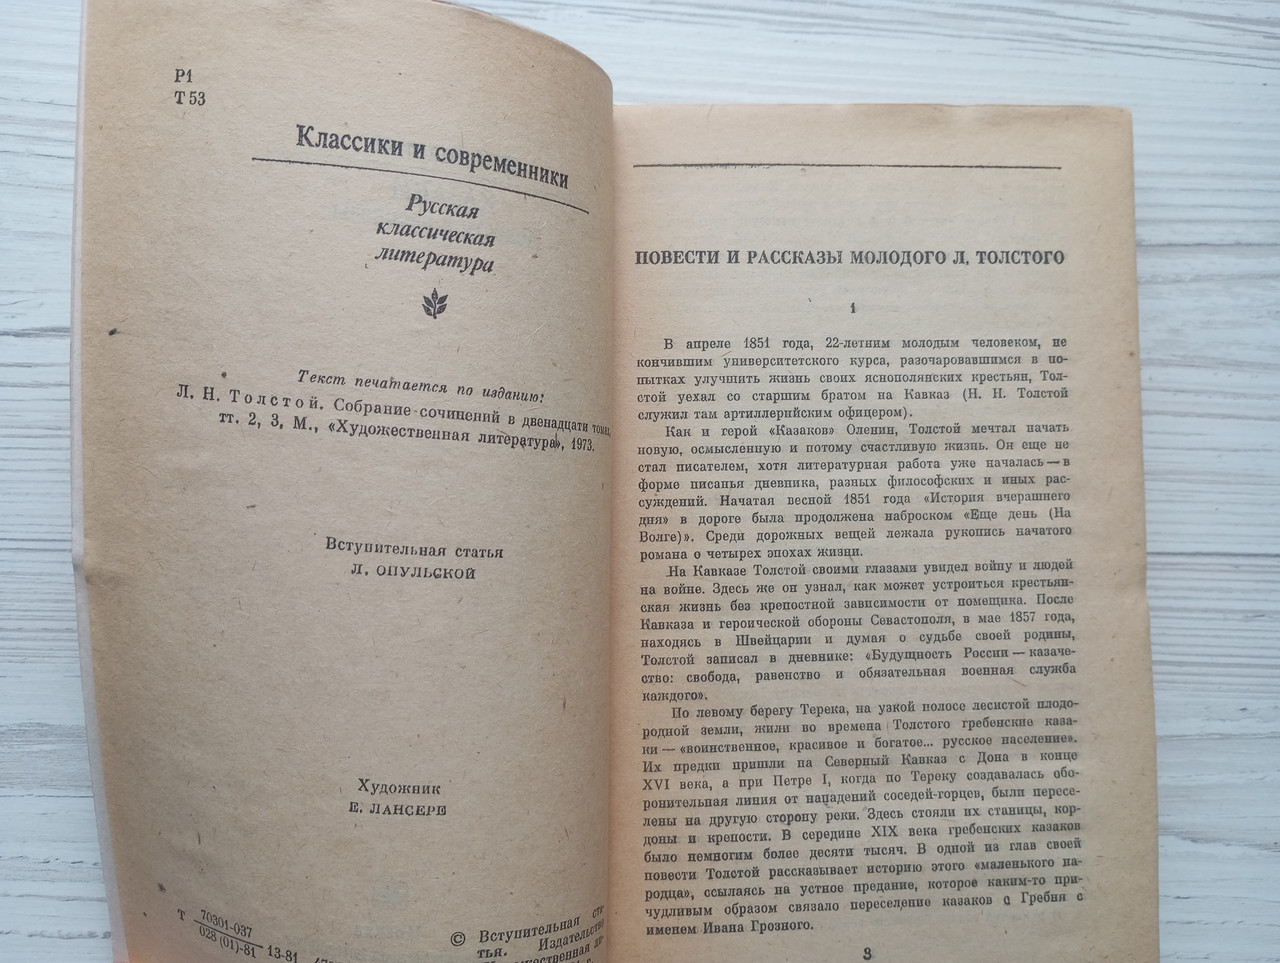 Р1
Т 53
Классики и современники
Русская
классическая
литература
Текст печатается по изданию:
Л. Н. Толстой. Собрание сочинений в двенадцати томах,
тт. 2, 3, М., «Художественная литература», 1973.
Вступительная статья
Л. ОПУЛЬСКОЙ
Художник
Е. ЛАНСЕРЕ
Т 70301-037
028 (01)-81 13-81
© Вступительная ста-
тья. Издательство
ПОВЕСТИ И РАССКАЗЫ МОЛОДОГО Л. ТОЛСТОГО
1
В апреле 1851 года, 22-летним молодым человеком, не
кончившим университетского курса, разочаровавшимся в по-
пытках улучшить жизнь своих яснополянских крестьян, Тол-
стой уехал со старшим братом на Кавказ (Н. Н. Толстой
служил там артиллерийским офицером).
Как и герой «Казаков» Оленин, Толстой мечтал начать
новую, осмысленную и потому счастливую жизнь. Он еще не
стал писателем, хотя литературная работа уже началась — в
форме писанья дневника, разных философских и иных рас-
суждений. Начатая весной 1851 года «История вчерашнего
дня» в дороге была продолжена наброском «Еще день (На
Волге)». Среди дорожных вещей лежала рукопись начатого
романа о четырех эпохах жизни.
На Кавказе Толстой своими глазами увидел войну и людей
на войне. Здесь же он узнал, как может устроиться крестьян-
ская жизнь без крепостной зависимости от помещика. После
Кавказа и героической обороны Севастополя, в мае 1857 года,
находясь в Швейцарии и думая о судьбе своей родины,
Толстой записал в дневнике: «Будущность России — казаче-
ство: свобода, равенство и обязательная военная служба
каждого».
По левому берегу Терека, на узкой полосе лесистой плодо-
родной земли, жили во времена Толстого гребенские каза-
ки — «воинственное, красивое и богатое... русское население».
Их предки пришли на Северный Кавказ с Дона в конце
XVI века, а при Петре I, когда по Тереку создавалась обо-
ронительная линия от нападений соседей-горцев, были пересе-
лены на другую сторону реки. Здесь стояли их станицы, кор-
доны и крепости. В середине XIX века гребенских казаков
было немногим более десяти тысяч. В одной из глав своей
повести Толстой рассказывает историю этого «маленького на-
родца», ссылаясь на устное предание, которое каким-то при-
чудливым образом связало переселение казаков с Гребня с
именем Ивана Грозного.
3